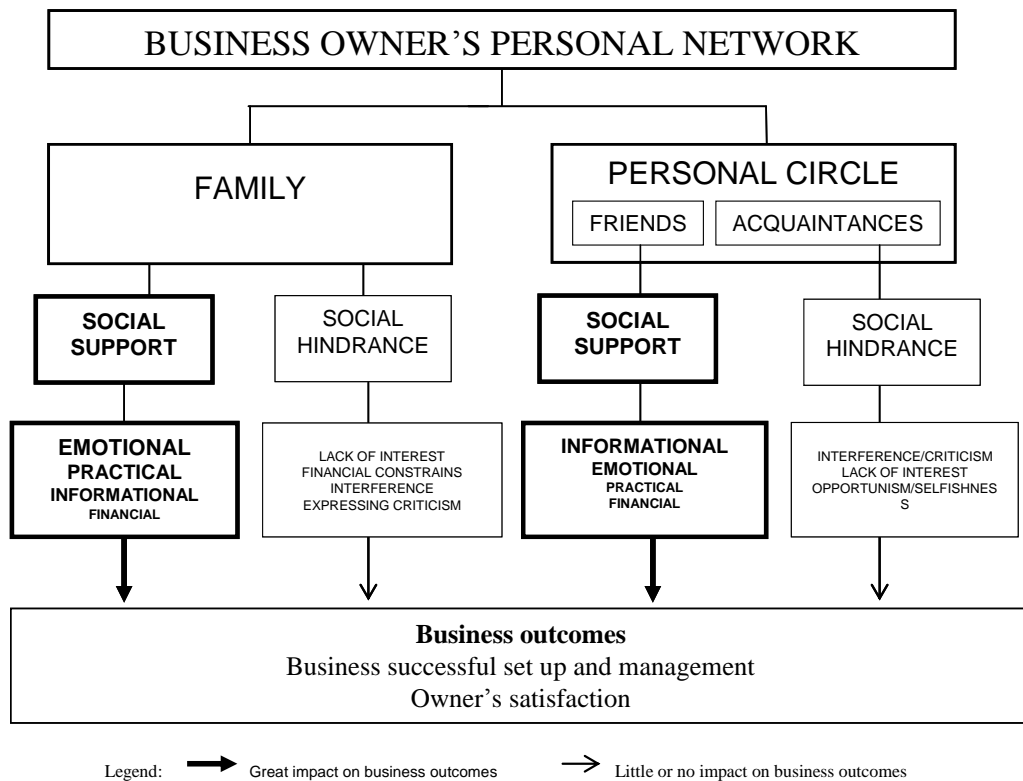 BUSINESS OWNER’S PERSONAL NETWORK
FAMILY
PERSONAL CIRCLE
FRIENDS
ACQUAINTANCES
SOCIAL
SUPPORT
SOCIAL
HINDRANCE
SOCIAL
SUPPORT
SOCIAL
HINDRANCE
EMOTIONAL
PRACTICAL
INFORMATIONAL
FINANCIAL
LACK OF INTEREST
FINANCIAL CONSTRAINS
INTERFERENCE
EXPRESSING CRITICISM
INFORMATIONAL
EMOTIONAL
PRACTICAL
FINANCIAL
INTERFERENCE/CRITICISM
LACK OF INTEREST
OPPORTUNISM/SELFISHNES
S
Business outcomes
Business successful set up and management
Owner’s satisfaction
Legend: Great impact on business outcomes Little or no impact on business outcomes